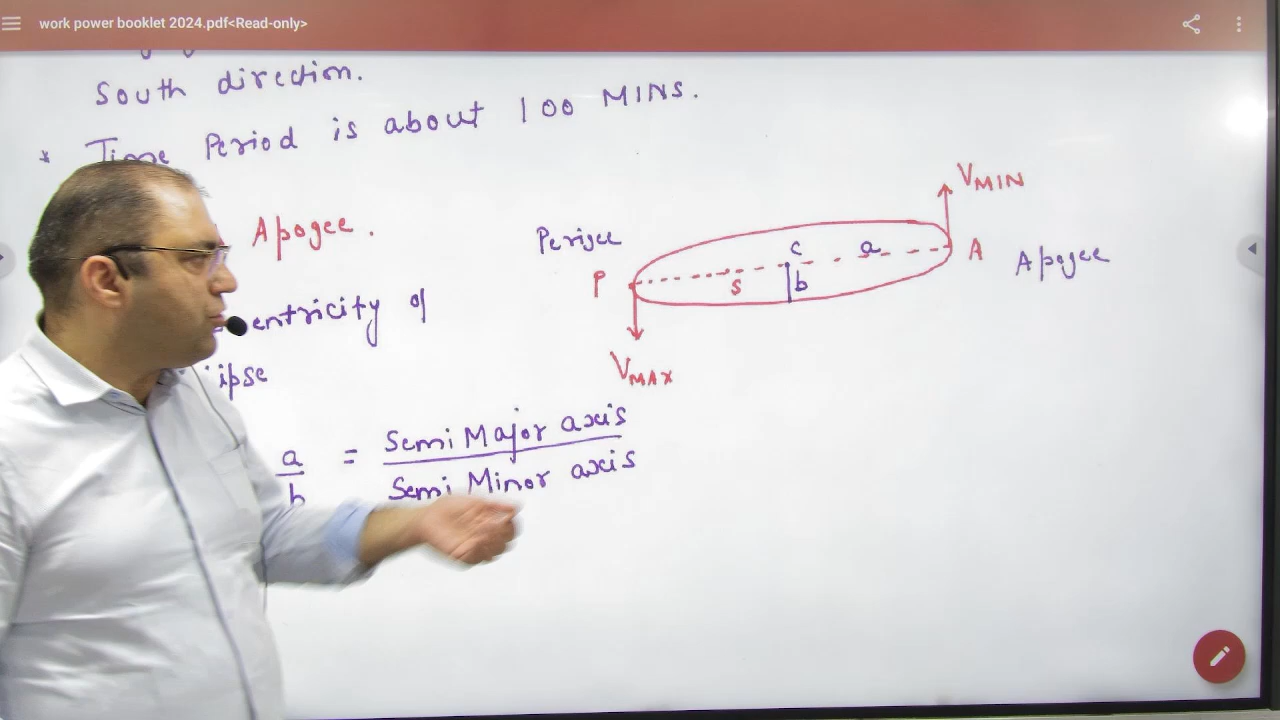 work power booklet 2024.pdf<Read-only>
South direction.
* Time Period is about 100 MINS.
Apogee.
entricity of
ipse
a/b = Semi Major axis / Semi Minor axis
VMIN
Perigee
P
S
C
a
b
A
Apogee
VMAX